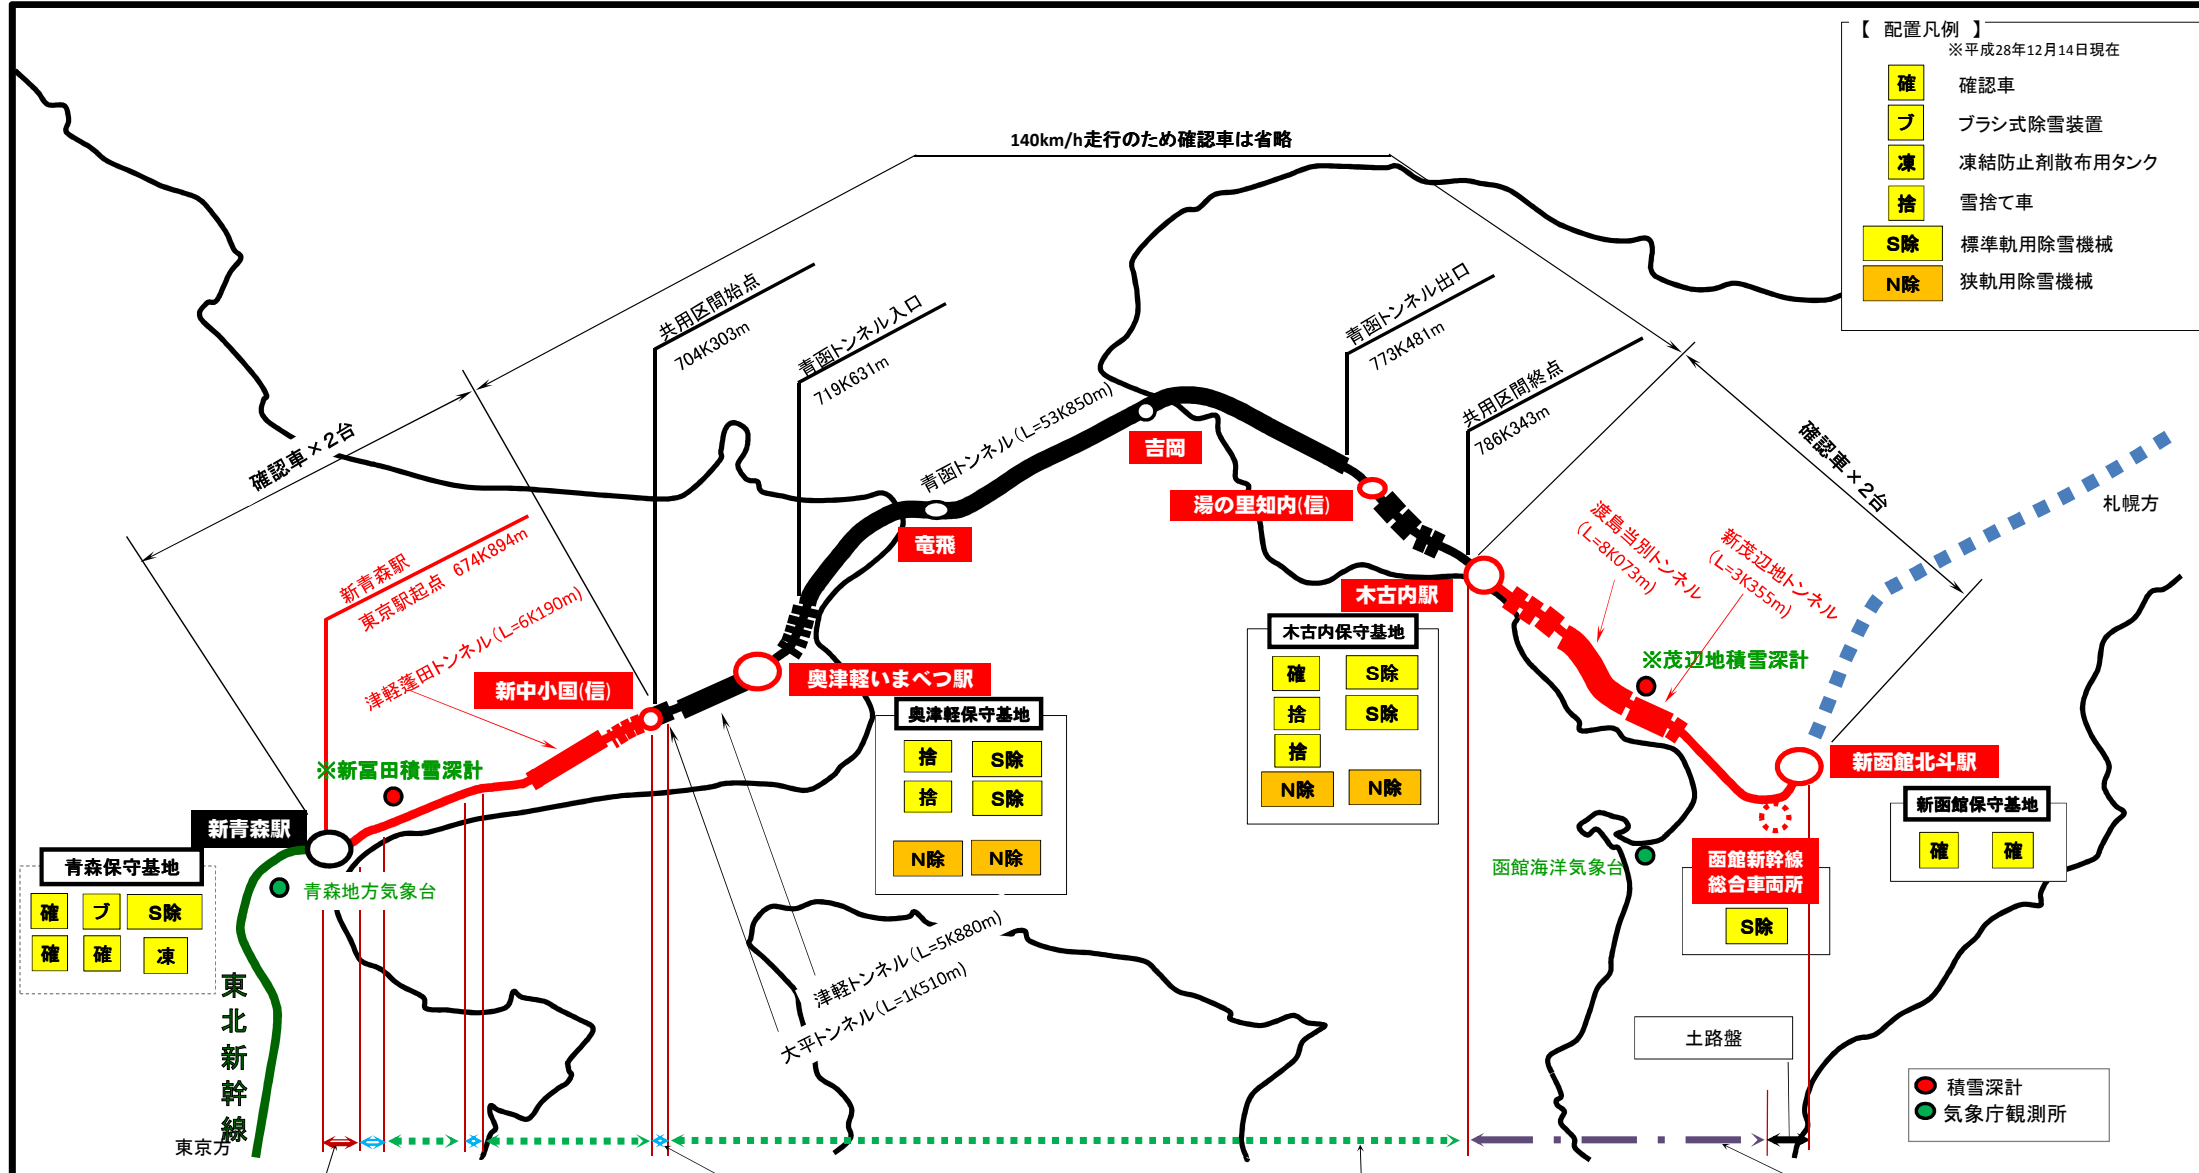 【 配置凡例 】
※平成28年12月14日現在
確 確認車
ブ ブラシ式除雪装置
凍 凍結防止剤散布用タンク
捨 雪捨て車
S除 標準軌用除雪機械
N除 狭軌用除雪機械
140km/h走行のため確認車は省略
共用区間始点
704K303m
青函トンネル入口
719K631m
青函トンネル出口
773K481m
共用区間終点
786K343m
確認車×2台
確認車×2台
青函トンネル(L=53K850m)
吉岡
竜飛
湯の里知内(信)
木古内駅
札幌方
新青森駅
東京駅起点 674K894m
津軽蓬田トンネル(L=6K190m)
新中小国(信)
奥津軽いまべつ駅
渡島当別トンネル
(L=8K073m)
新茂辺地トンネル
(L=3K355m)
※茂辺地積雪深計
※新冨田積雪深計
新函館北斗駅
新青森駅
青森保守基地
確 ブ S除
確 確 凍
青森地方気象台
奥津軽保守基地
捨 S除
捨 S除
N除 N除
木古内保守基地
確 S除
捨 S除
捨
N除 N除
新函館保守基地
確 確
函館海洋気象台
函館新幹線
総合車両所
S除
津軽トンネル(L=5K880m)
大平トンネル(L=1K510m)
東北新幹線
東京方
土路盤
積雪深計
気象庁観測所